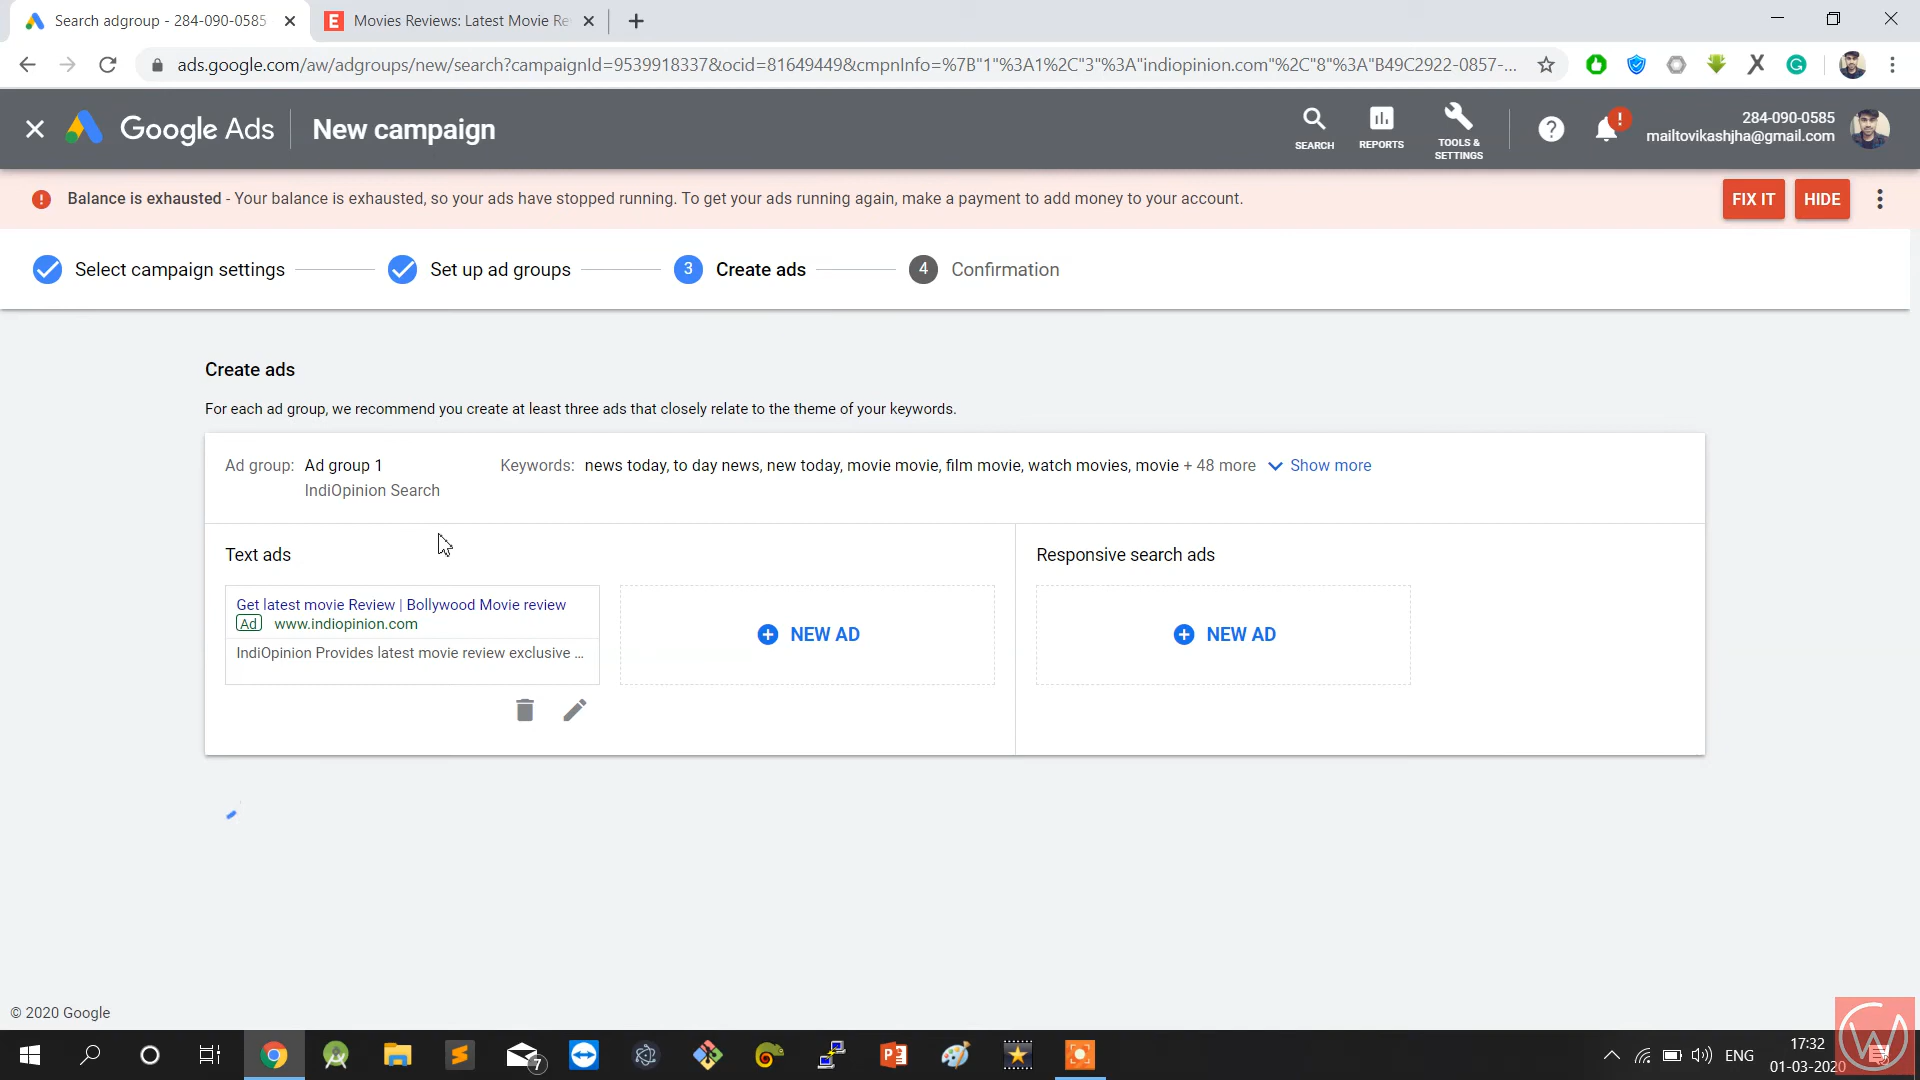 Search adgroup - 284-090-0585
E Movies Reviews: Latest Movie Re
ads.google.com/aw/adgroups/new/search?campaignId=9539918337&ocid=81649449&cmpnInfo=%7B"1"%3A1%2C"3"%3A"indiopinion.com"%2C"8"%3A"B49C2922-0857-...
Google Ads New campaign
SEARCH REPORTS TOOLS & SETTINGS
284-090-0585
mailtovikashjha@gmail.com
Balance is exhausted - Your balance is exhausted, so your ads have stopped running. To get your ads running again, make a payment to add money to your account.
FIX IT HIDE
Select campaign settings Set up ad groups 3 Create ads 4 Confirmation
Create ads
For each ad group, we recommend you create at least three ads that closely relate to the theme of your keywords.
Ad group: Ad group 1 Keywords: news today, to day news, new today, movie movie, film movie, watch movies, movie + 48 more Show more
IndiOpinion Search
Text ads
Responsive search ads
Get latest movie Review | Bollywood Movie review
Ad www.indiopinion.com
IndiOpinion Provides latest movie review exclusive ...
NEW AD
NEW AD
© 2020 Google
7
ENG
17:32
01-03-2020